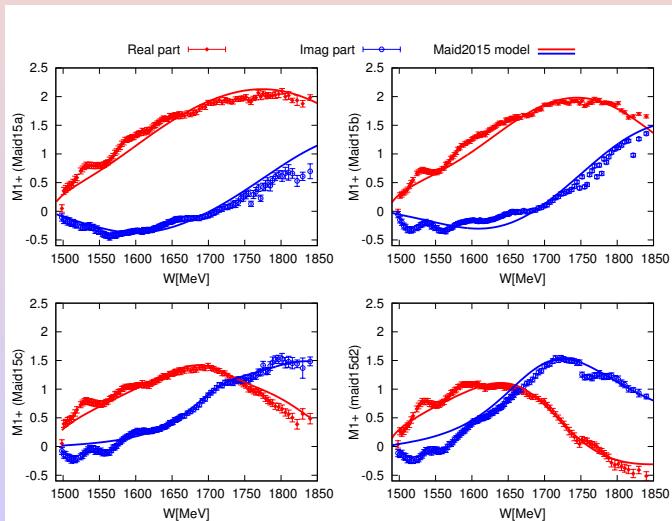 Real part Imag part Maid2015 model
2.5 2.5
2 2
1.5 1.5
1 1
0.5 0.5
0 0
-0.5 -0.5
M1+ (Maid15a) M1+ (Maid15b)
1500 1550 1600 1650 1700 1750 1800 1850 1500 1550 1600 1650 1700 1750 1800 1850
W[MeV] W[MeV]
2.5 2.5
2 2
1.5 1.5
1 1
0.5 0.5
0 0
-0.5 -0.5
M1+ (Maid15c) M1+ (maid15d2)
1500 1550 1600 1650 1700 1750 1800 1850 1500 1550 1600 1650 1700 1750 1800 1850
W[MeV] W[MeV]